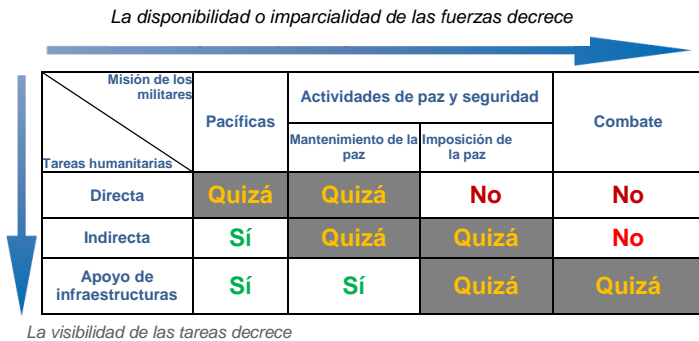 La disponibilidad o imparcialidad de las fuerzas decrece
Misión de los
militares
Tareas humanitarias
Pacíficas
Actividades de paz y seguridad
Combate
Mantenimiento de la
paz
Imposición de
la paz
Directa
Quizá
Quizá
No
No
Indirecta
Sí
Quizá
Quizá
No
Apoyo de
infraestructuras
Sí
Sí
Quizá
Quizá
La visibilidad de las tareas decrece